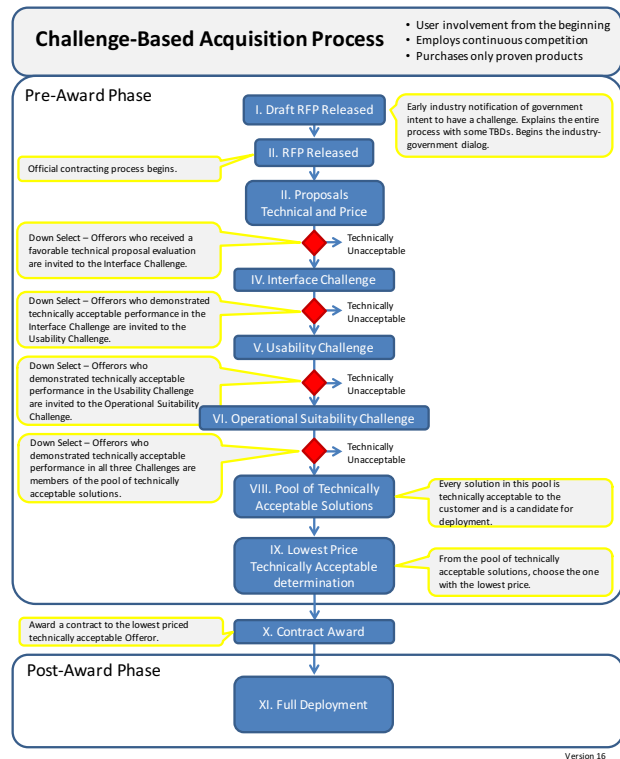 Challenge-Based Acquisition Process
• User involvement from the beginning
• Employs continuous competition
• Purchases only proven products
Pre-Award Phase
I. Draft RFP Released
Early industry notification of government
intent to have a challenge. Explains the entire
process with some TBDs. Begins the industry-
government dialog.
II. RFP Released
Official contracting process begins.
II. Proposals
Technical and Price
Down Select – Offerors who received a
favorable technical proposal evaluation
are invited to the Interface Challenge.
Technically
Unacceptable
IV. Interface Challenge
Down Select – Offerors who demonstrated
technically acceptable performance in the
Interface Challenge are invited to the
Usability Challenge.
Technically
Unacceptable
V. Usability Challenge
Down Select – Offerors who
demonstrated technically acceptable
performance in the Usability Challenge
are invited to the Operational Suitability
Challenge.
Technically
Unacceptable
VI. Operational Suitability Challenge
Down Select – Offerors who
demonstrated technically acceptable
performance in all three Challenges are
members of the pool of technically
acceptable solutions.
Technically
Unacceptable
VIII. Pool of Technically
Acceptable Solutions
Every solution in this pool is
technically acceptable to the
customer and is a candidate for
deployment.
IX. Lowest Price
Technically Acceptable
determination
From the pool of technically
acceptable solutions, choose the one
with the lowest price.
Award a contract to the lowest priced
technically acceptable Offeror.
X. Contract Award
Post-Award Phase
XI. Full Deployment
Version 16